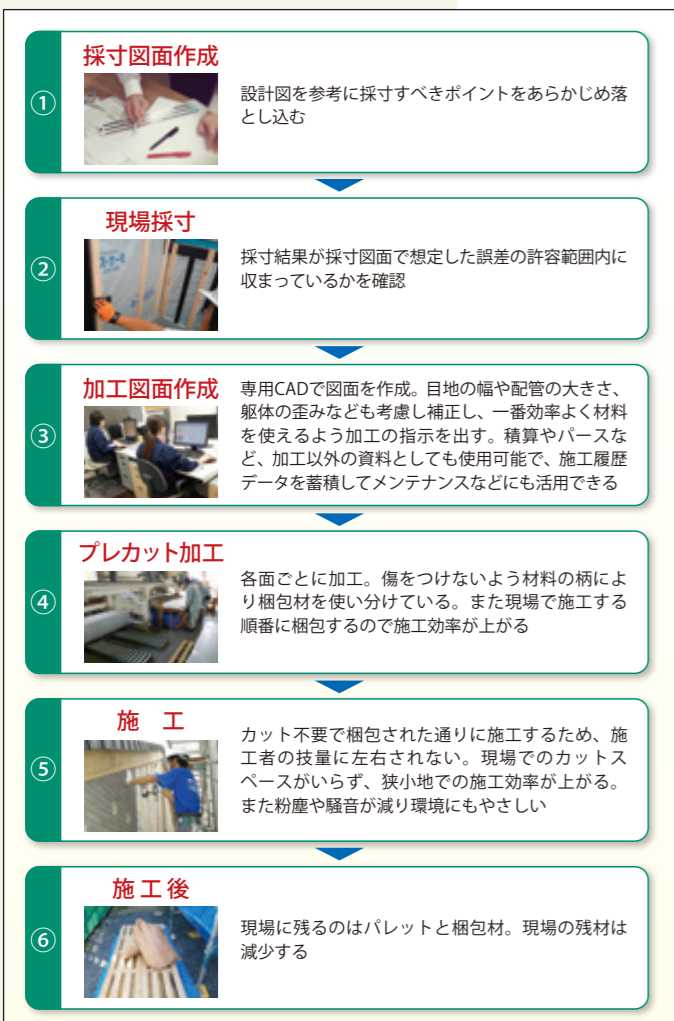 ①
採寸図面作成
設計図を参考に採寸すべきポイントをあらかじめ落
とし込む
②
現場採寸
採寸結果が採寸図面で想定した誤差の許容範囲内に
収まっているかを確認
③
加工図面作成
専用CADで図面を作成。目地の幅や配管の大きさ、
躯体の歪みなども考慮し補正し、一番効率よく材料
を使えるよう加工の指示を出す。積算やパースな
ど、加工以外の資料としても使用可能で、施工履歴
データを蓄積してメンテナンスなどにも活用できる
④
プレカット加工
各面ごとに加工。傷をつけないよう材料の柄によ
り梱包材を使い分けている。また現場で施工する
順番に梱包するので施工効率が上がる
⑤
施　工
カット不要で梱包された通りに施工するため、施
工者の技量に左右されない。現場でのカットス
ペースがいらず、狭小地での施工効率が上がる。
また粉塵や騒音が減り環境にもやさしい
⑥
施 工 後
現場に残るのはパレットと梱包材。現場の残材は
減少する